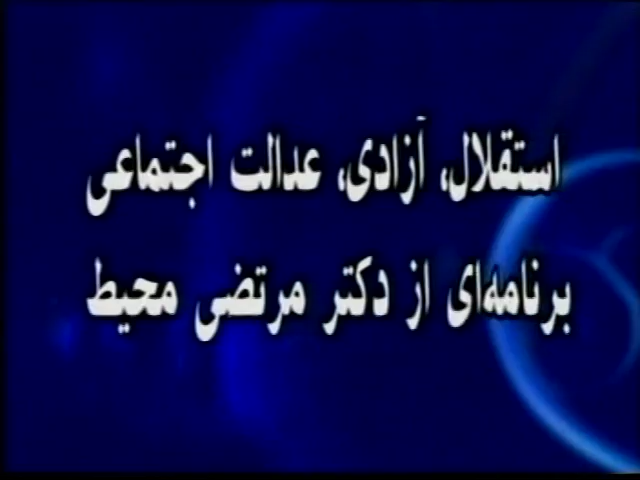 استقلال، آزادی، عدالت اجتماعی
برنامه‌ای از دکتر مرتضی محیط